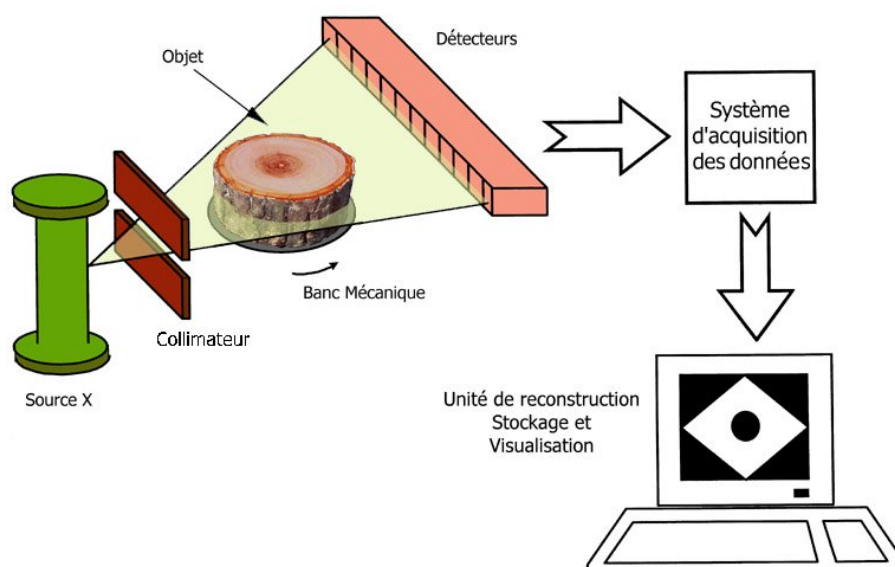 Objet
Détecteurs
Système
d'acquisition
des données
Banc Mécanique
Collimateur
Source X
Unité de reconstruction
Stockage et
Visualisation